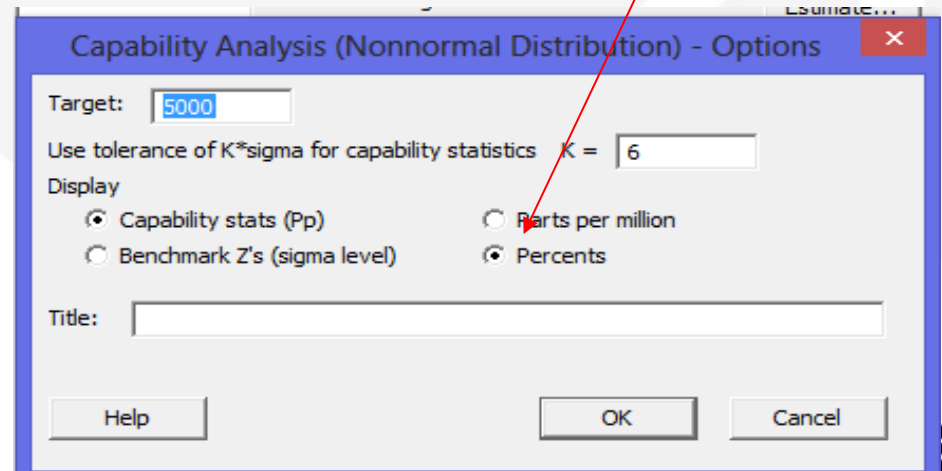 Estimate...
Capability Analysis (Nonnormal Distribution) - Options
Target: 5000
Use tolerance of K*sigma for capability statistics K = 6
Display
Capability stats (Pp) Parts per million
Benchmark Z's (sigma level) Percents
Title:
Help OK Cancel